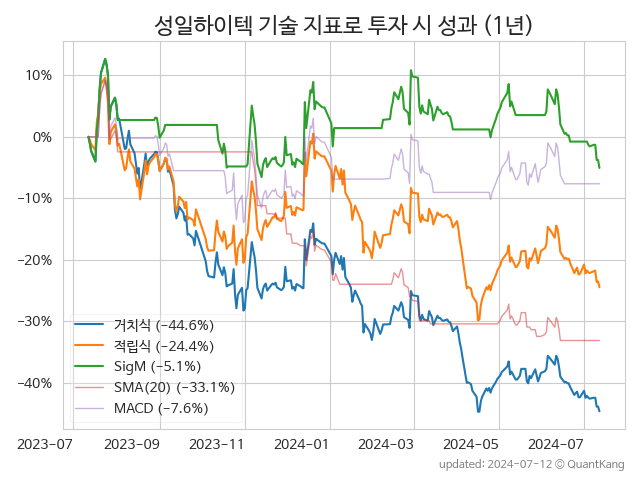 성일하이텍 기술 지표로 투자 시 성과 (1년)
10%
0%
−10%
−20%
−30%
−40%
거치식 (−44.6%)
적립식 (−24.4%)
SigM (−5.1%)
SMA(20) (−33.1%)
MACD (−7.6%)
2023-07 2023-09 2023-11 2024-01 2024-03 2024-05 2024-07
updated: 2024-07-12 © QuantKang